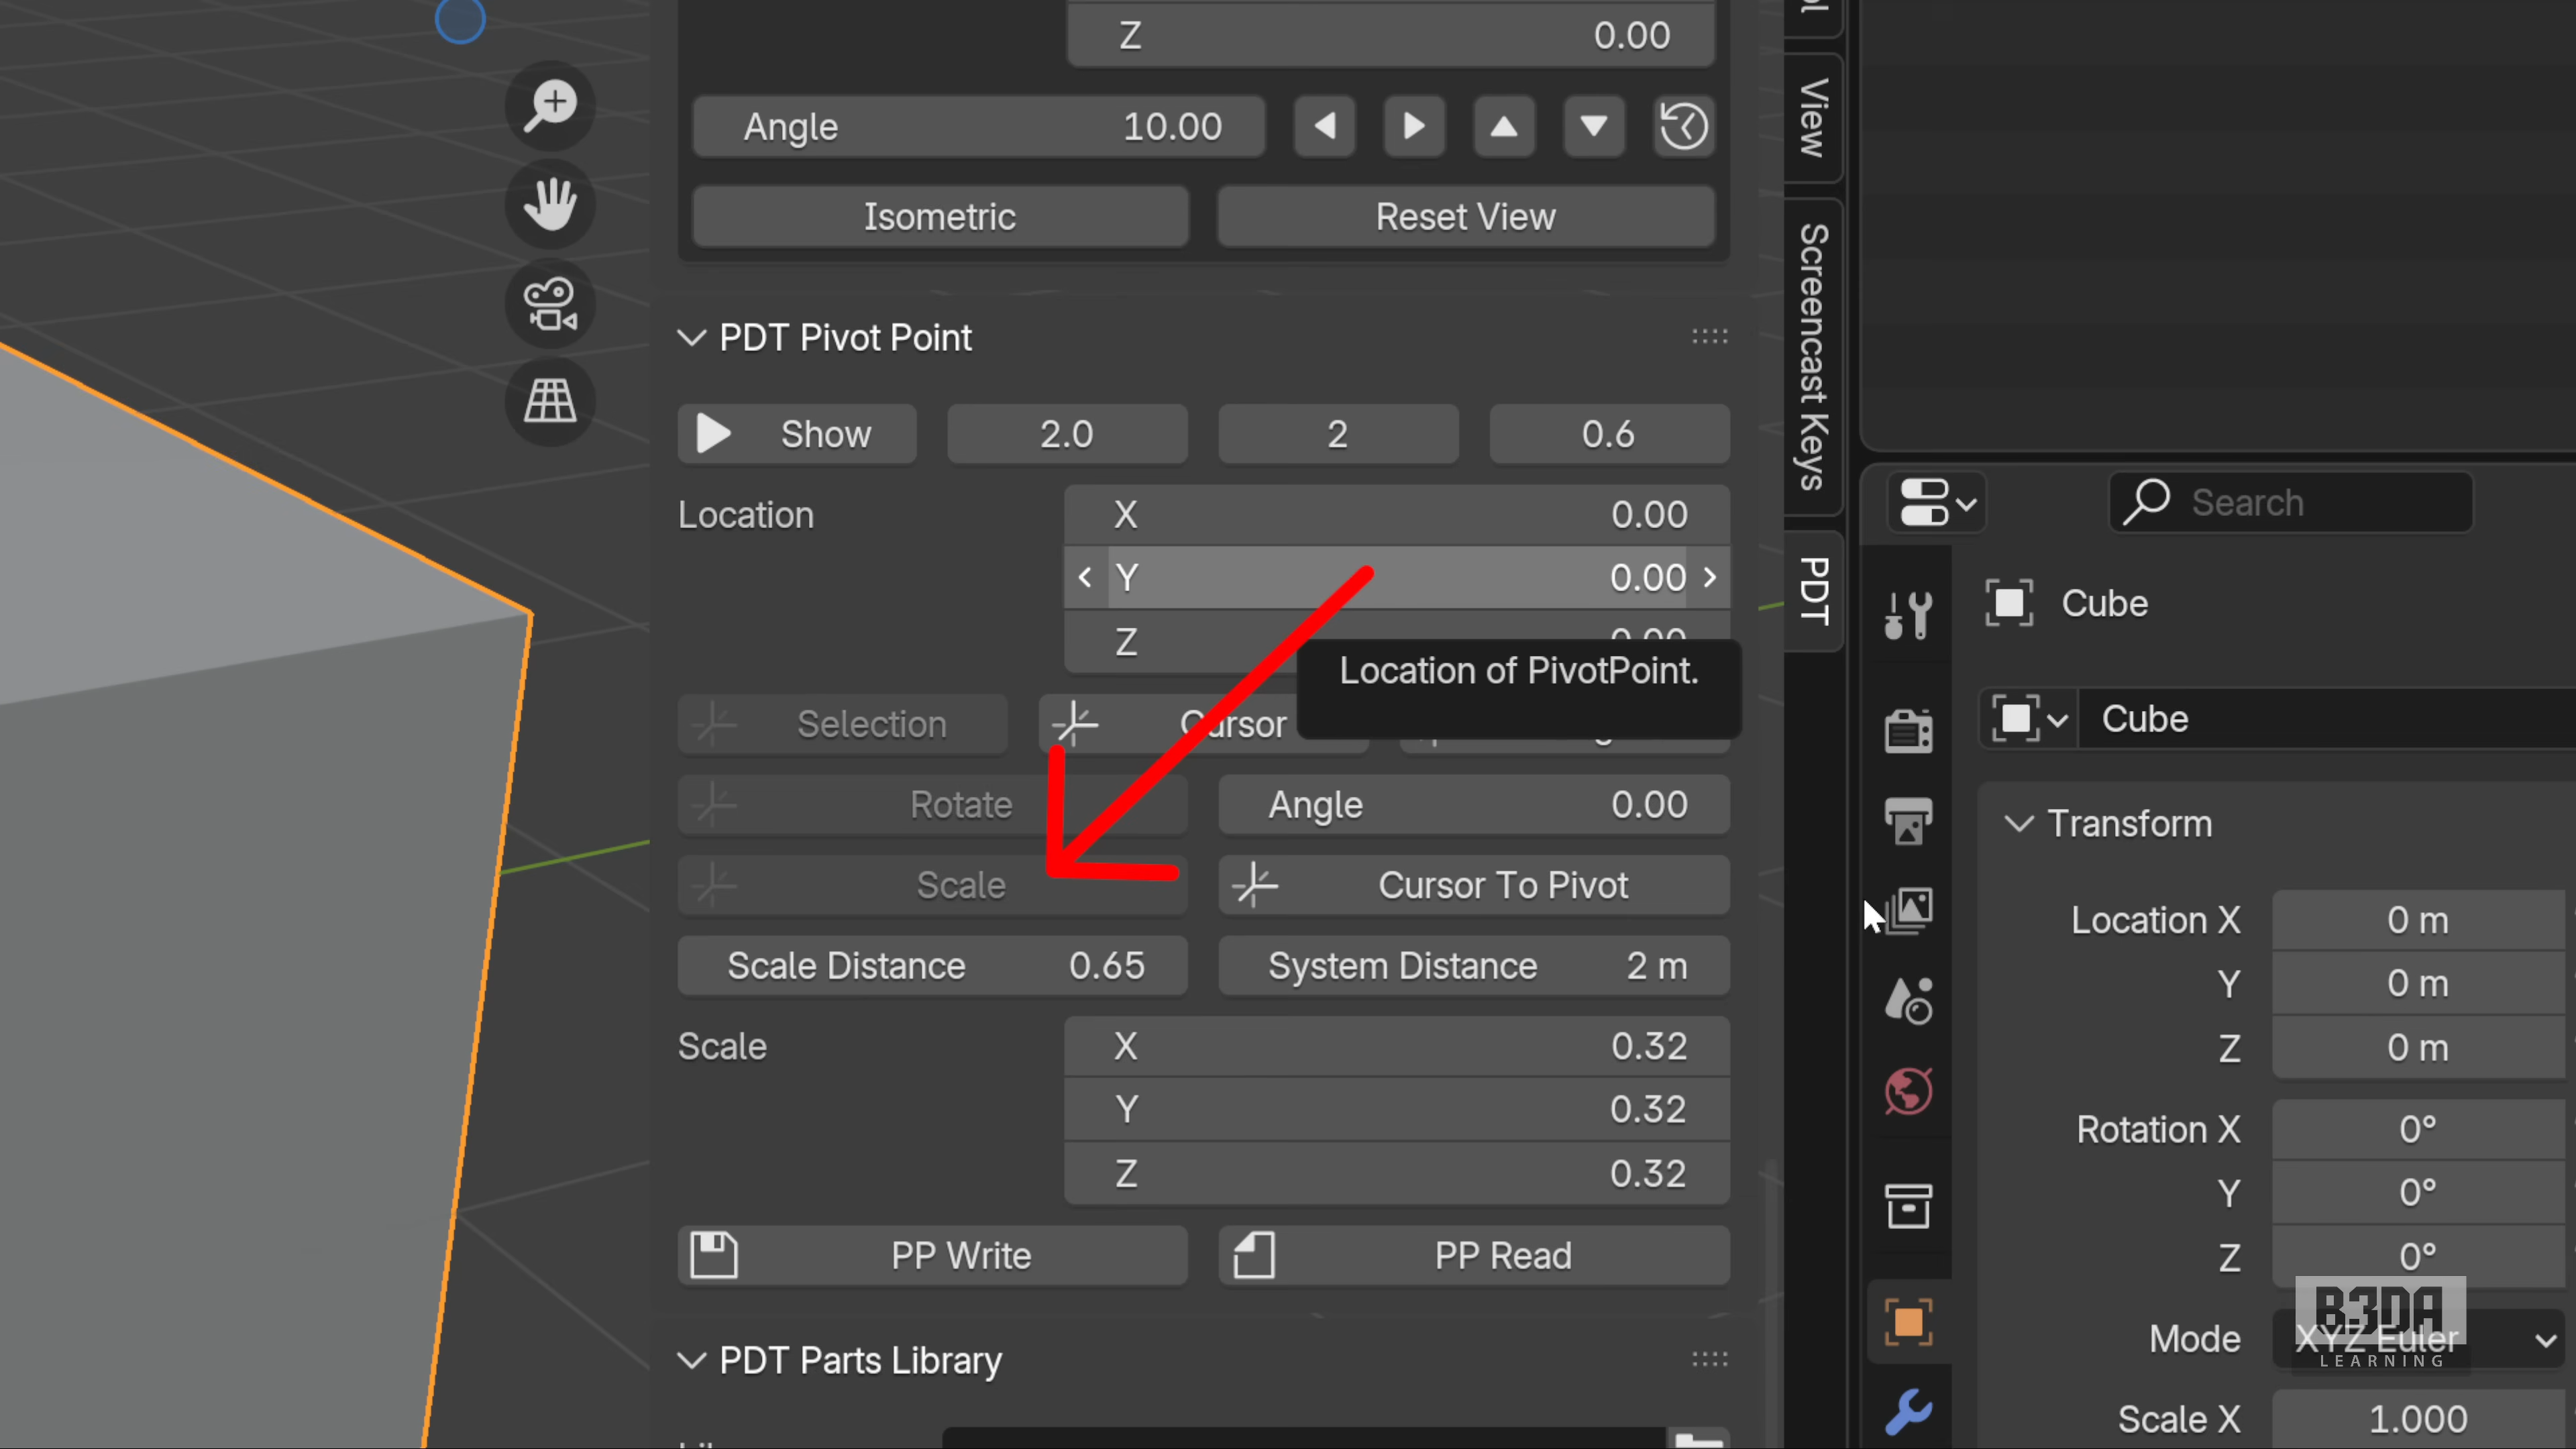 Z 0.00
Angle 10.00
Isometric Reset View
PDT Pivot Point
Show 2.0 2 0.6
Location X 0.00
Y 0.00
Z 0.00
Location of PivotPoint.
Selection Cursor
Rotate Angle 0.00
Scale Cursor To Pivot
Scale Distance 0.65 System Distance 2 m
Scale X 0.32
Y 0.32
Z 0.32
PP Write PP Read
PDT Parts Library
View
Screencast Keys
PDT
Search
Cube
Cube
Transform
Location X 0 m
Y 0 m
Z 0 m
Rotation X 0°
Y 0°
Z 0°
Mode XYZ Euler
Scale X 1.000
B3DA
LEARNING